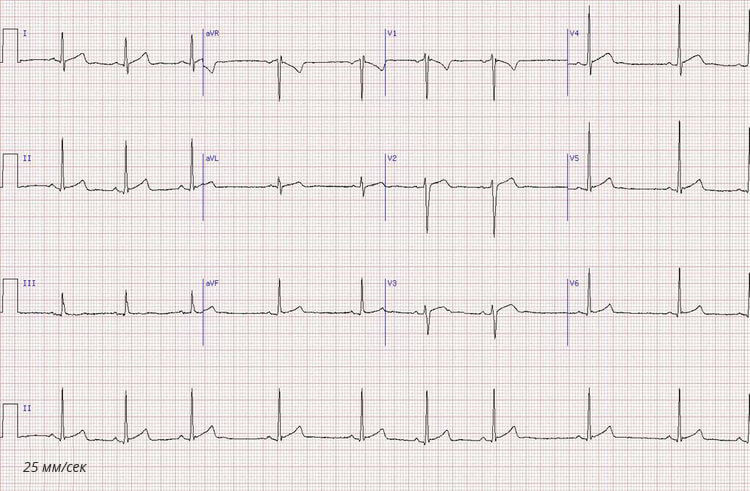 I aVR V1 V4
II aVL V2 V5
III aVF V3 V6
II
25 мм/сек